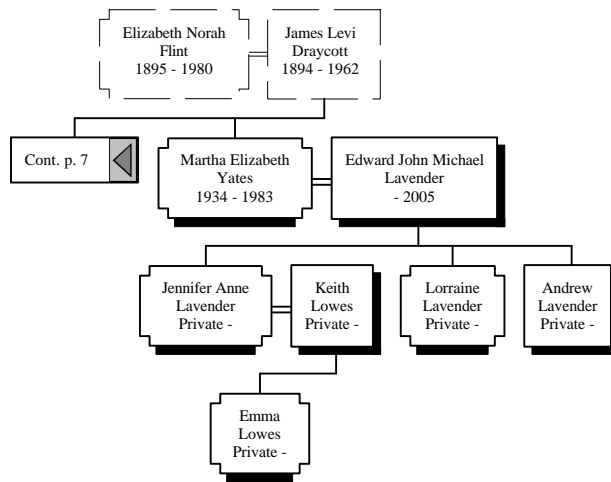 Elizabeth Norah
Flint
1895 - 1980
James Levi
Draycott
1894 - 1962
Cont. p. 7
Martha Elizabeth
Yates
1934 - 1983
Edward John Michael
Lavender
- 2005
Jennifer Anne
Lavender
Private -
Keith
Lowes
Private -
Lorraine
Lavender
Private -
Andrew
Lavender
Private -
Emma
Lowes
Private -